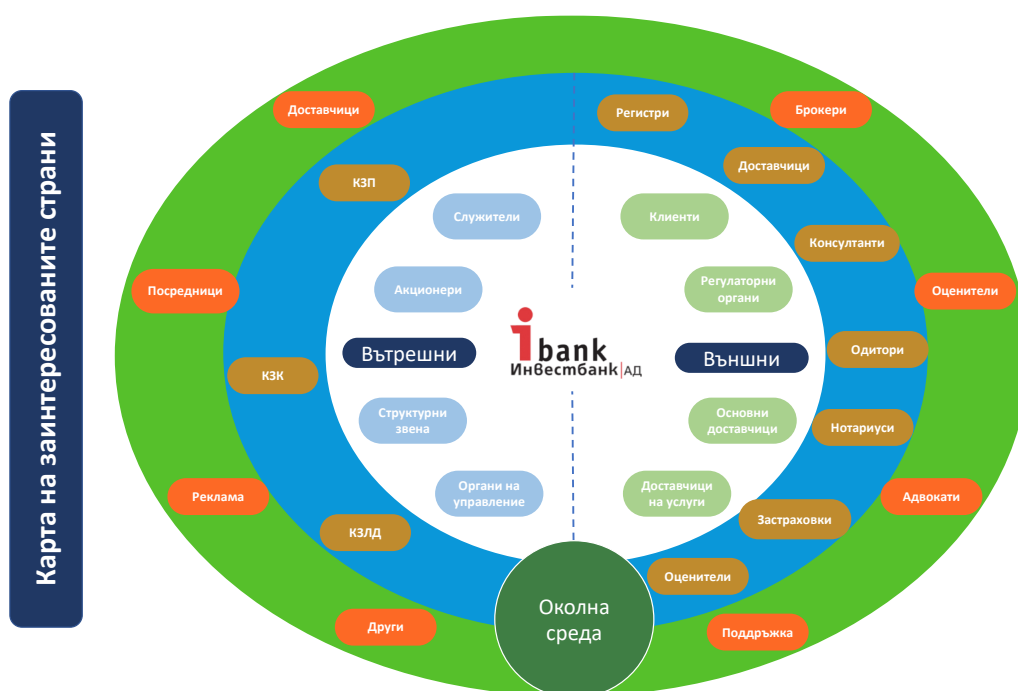 Карта на заинтересованите страни
Доставчици
Брокери
Регистри
Доставчици
КЗП
Служители
Клиенти
Консултанти
Посредници
Акционери
Регулаторни
органи
Оценители
ibank
Инвестбанк|АД
Вътрешни
Външни
Одитори
КЗК
Структурни
звена
Основни
доставчици
Нотариуси
Реклама
Органи на
управление
Доставчици
на услуги
Адвокати
КЗЛД
Застраховки
Оценители
Околна
среда
Други
Поддръжка